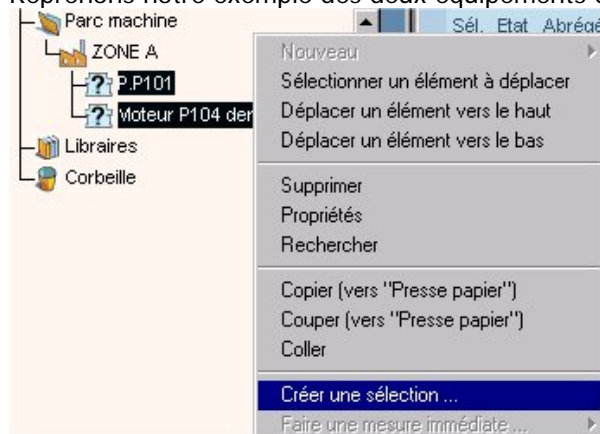 Reprenons notre exemple des deux équipements
Parc machine
Sél. Etat Abrégé
ZONE A
P.P101
Moteur P104 der
Libraires
Corbeille
Nouveau
Sélectionner un élément à déplacer
Déplacer un élément vers le haut
Déplacer un élément vers le bas
Supprimer
Propriétés
Rechercher
Copier (vers "Presse papier")
Couper (vers "Presse papier")
Coller
Créer une sélection ...
Faire une mesure immédiate ...